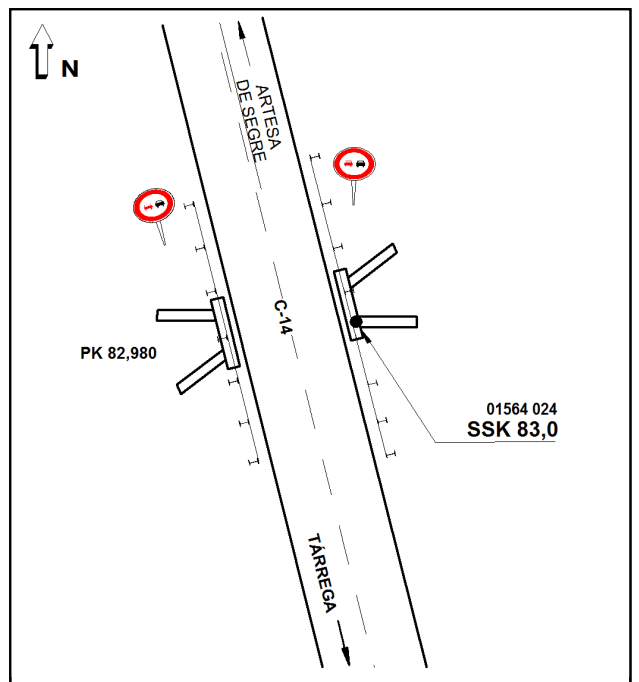 N
ARTESA
DE SEGRE
C-14
PK 82,980
01564 024
SSK 83,0
TÁRREGA